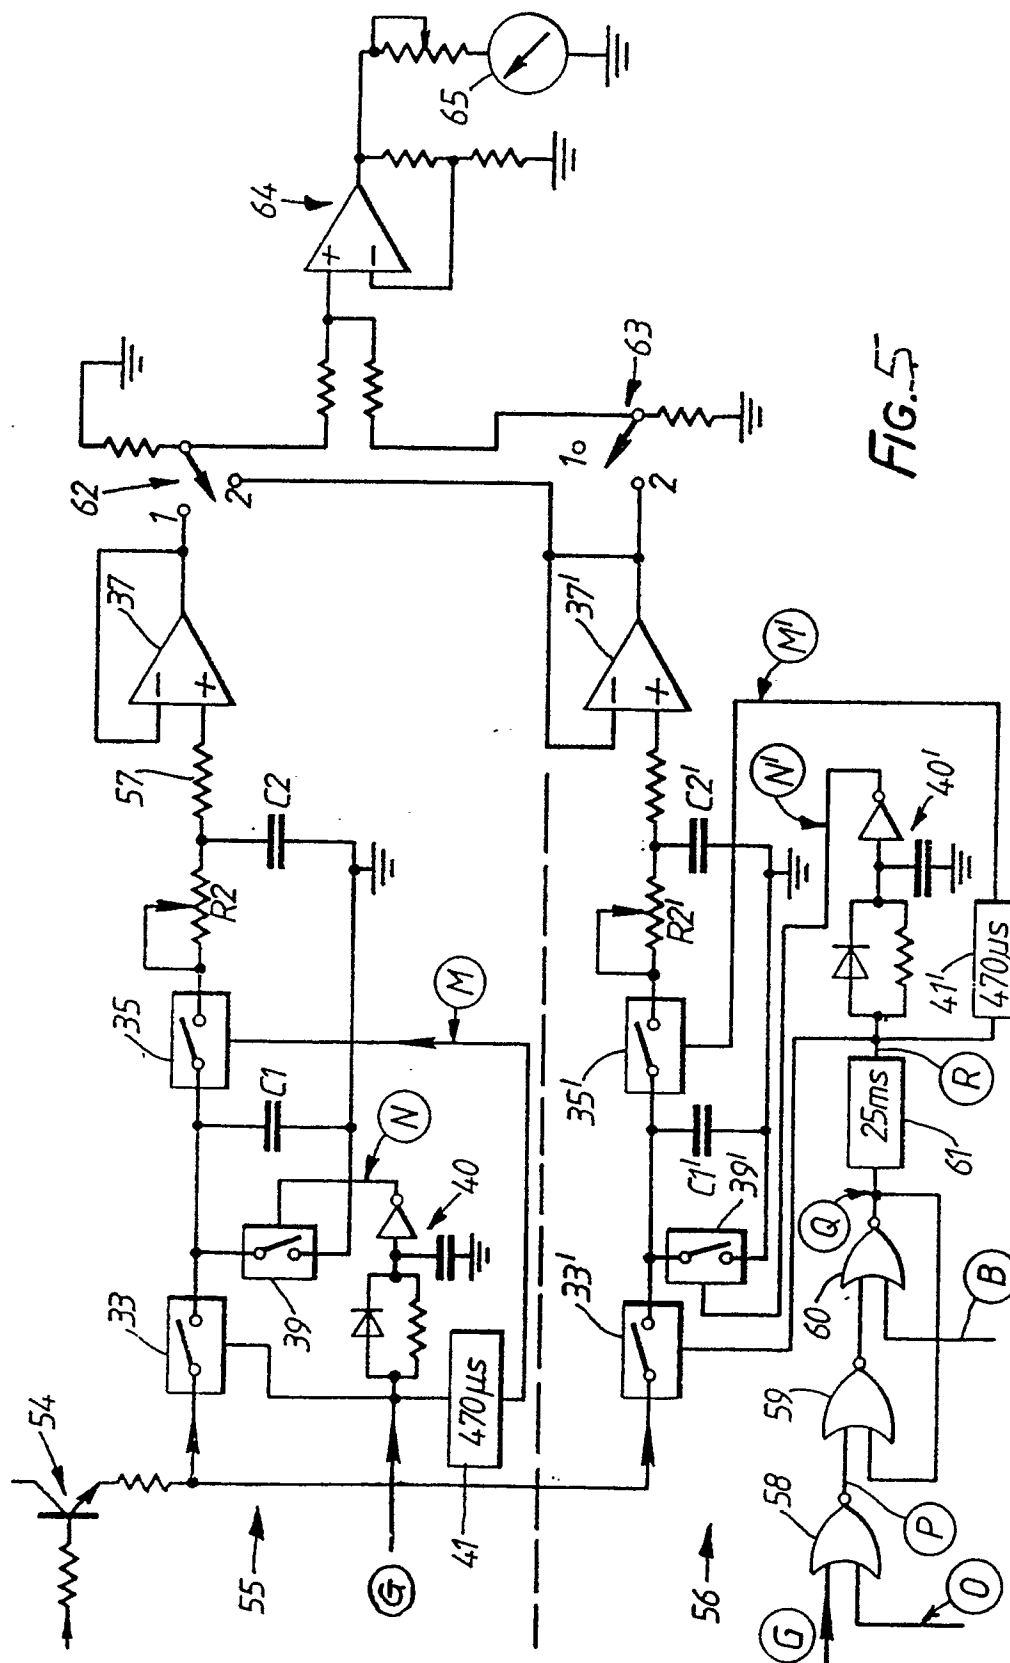 54
55
33
35
39
C1
R2
C2
57
37
N
40
M
G
41
470µs
1
62
2
64
+
−
65
−
+
56
33'
35'
39'
C1'
R2'
C2'
37'
−
+
1
2
63
M'
N'
40'
41'
470µs
G
O
58
P
59
60
B
Q
25ms
61
R
FIG.5